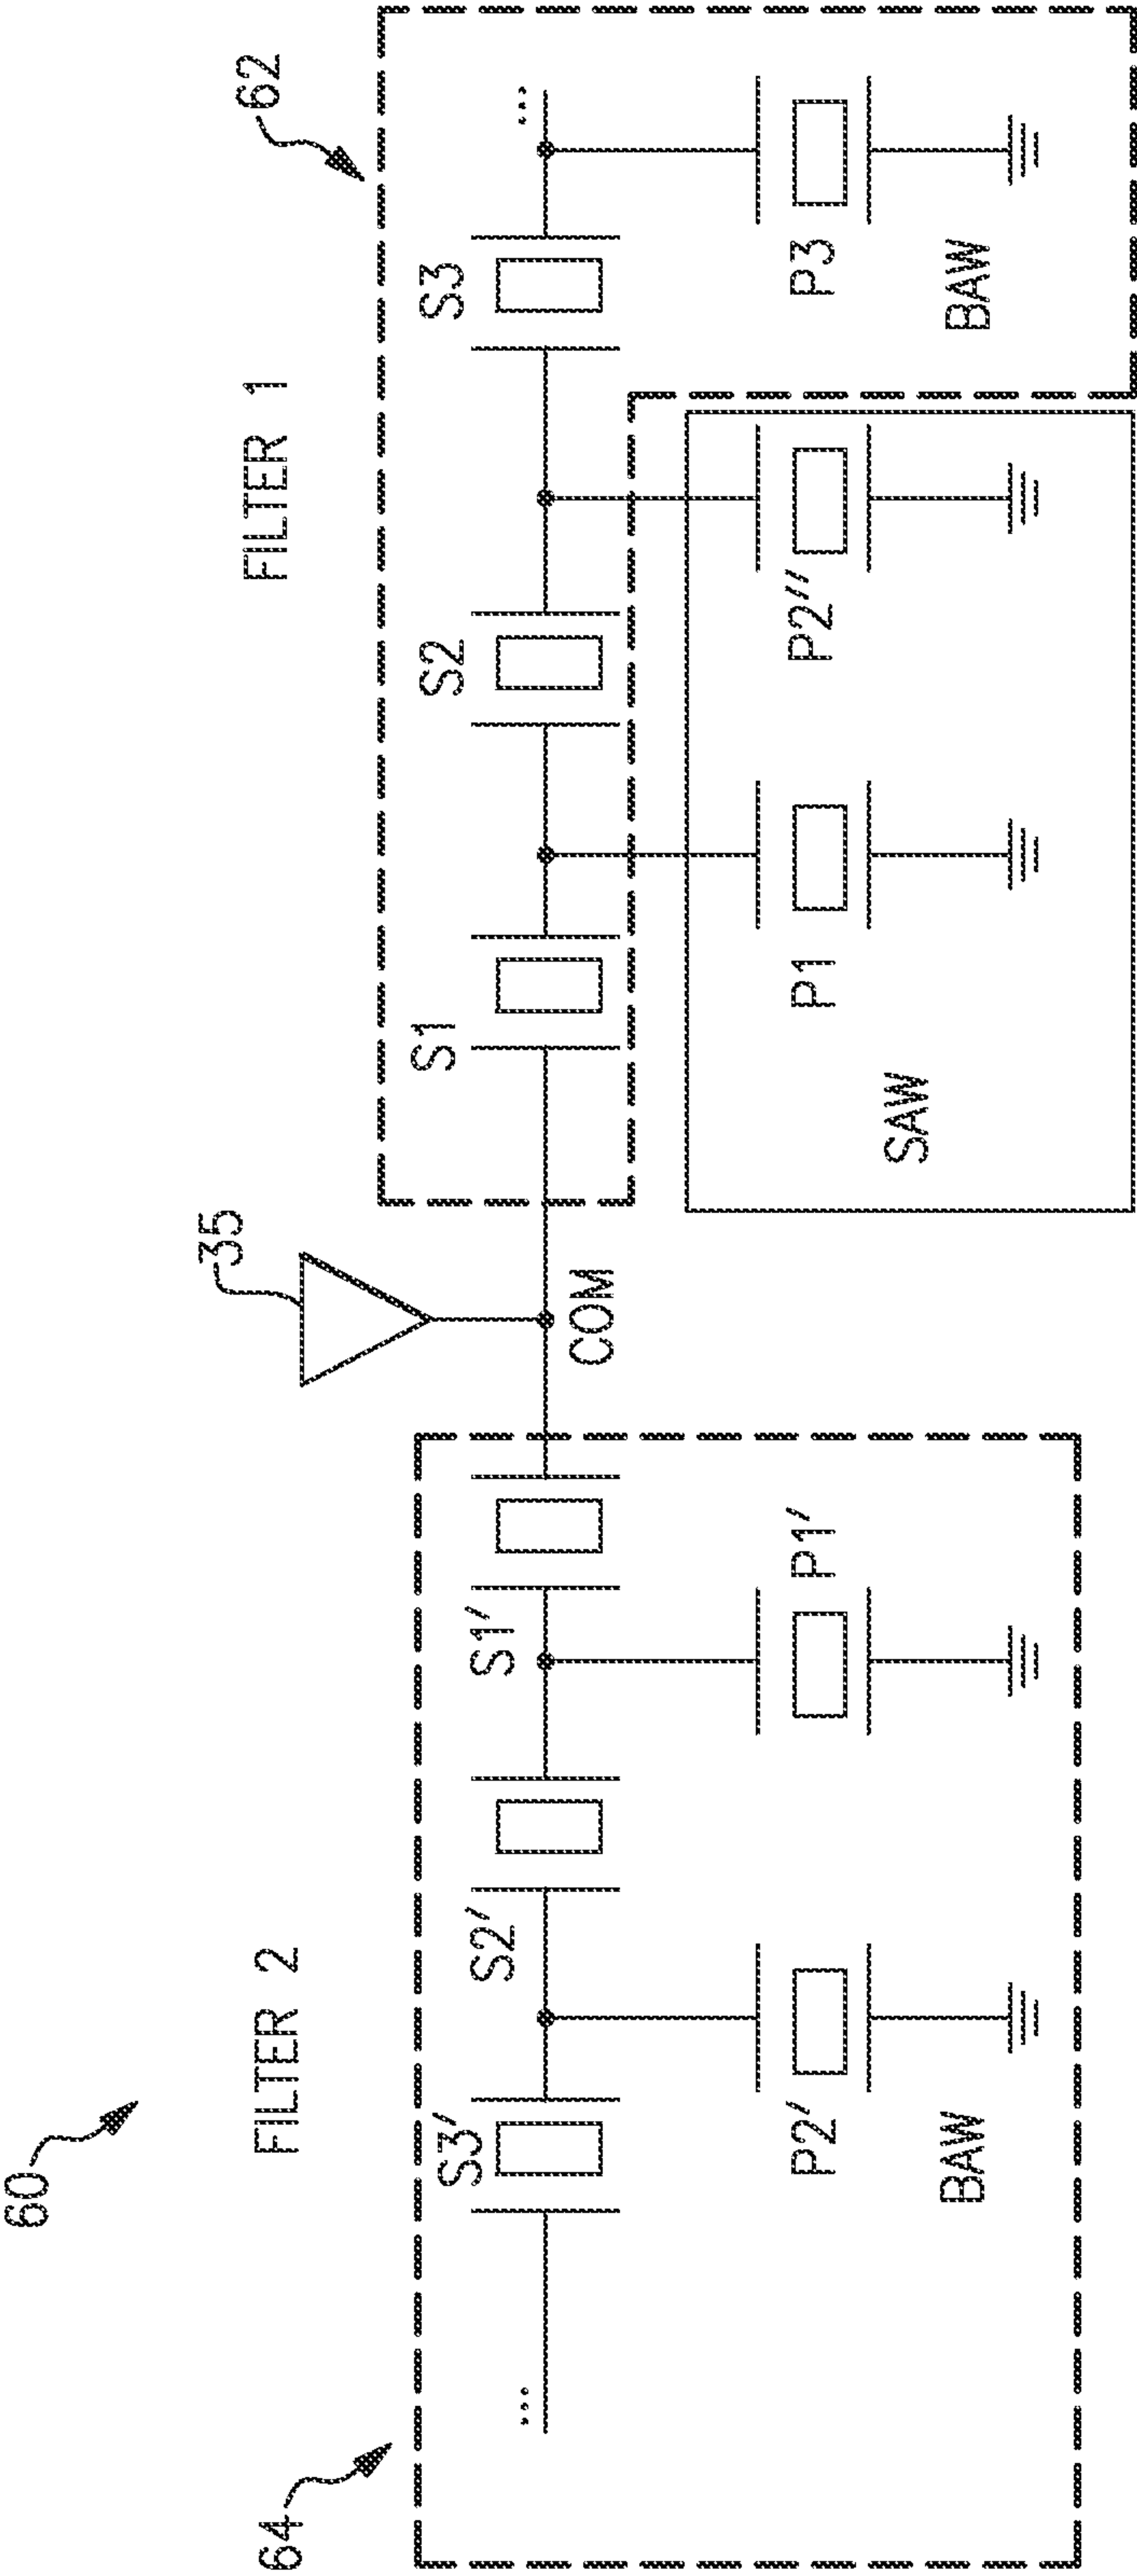 60
FILTER 2
FILTER 1
64
35
62
S3′
S2′
S1′
S1
S2
S3
...
...
COM
P2′
P1′
P1
P2′′
P3
BAW
SAW
BAW